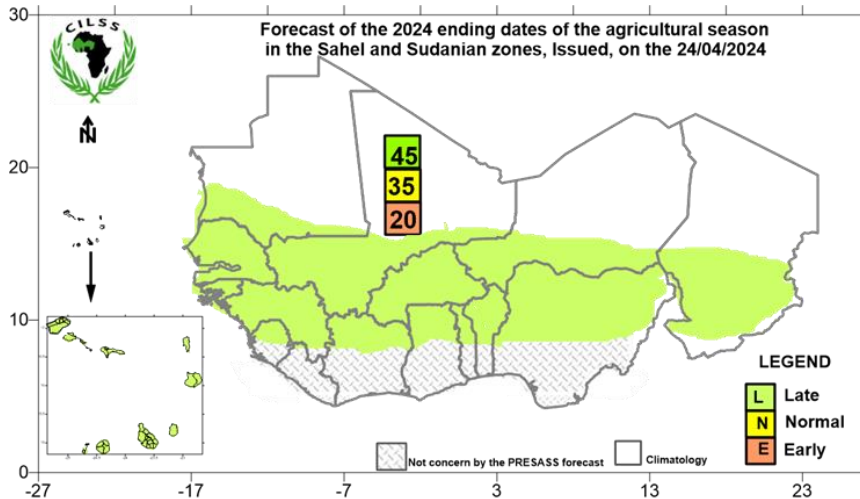 Forecast of the 2024 ending dates of the agricultural season
in the Sahel and Sudanian zones, Issued, on the 24/04/2024
CILSS
N
30
20
10
0
45
35
20
LEGEND
L Late
N Normal
E Early
Not concern by the PRESASS forecast
Climatology
-27 -17 -7 3 13 23